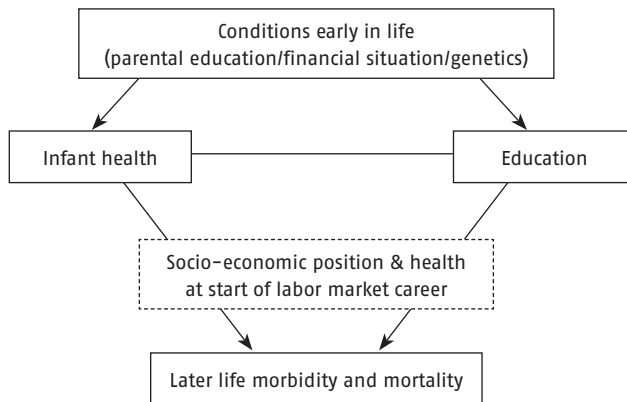 Conditions early in life
(parental education/financial situation/genetics)
Infant health
Education
Socio-economic position & health
at start of labor market career
Later life morbidity and mortality